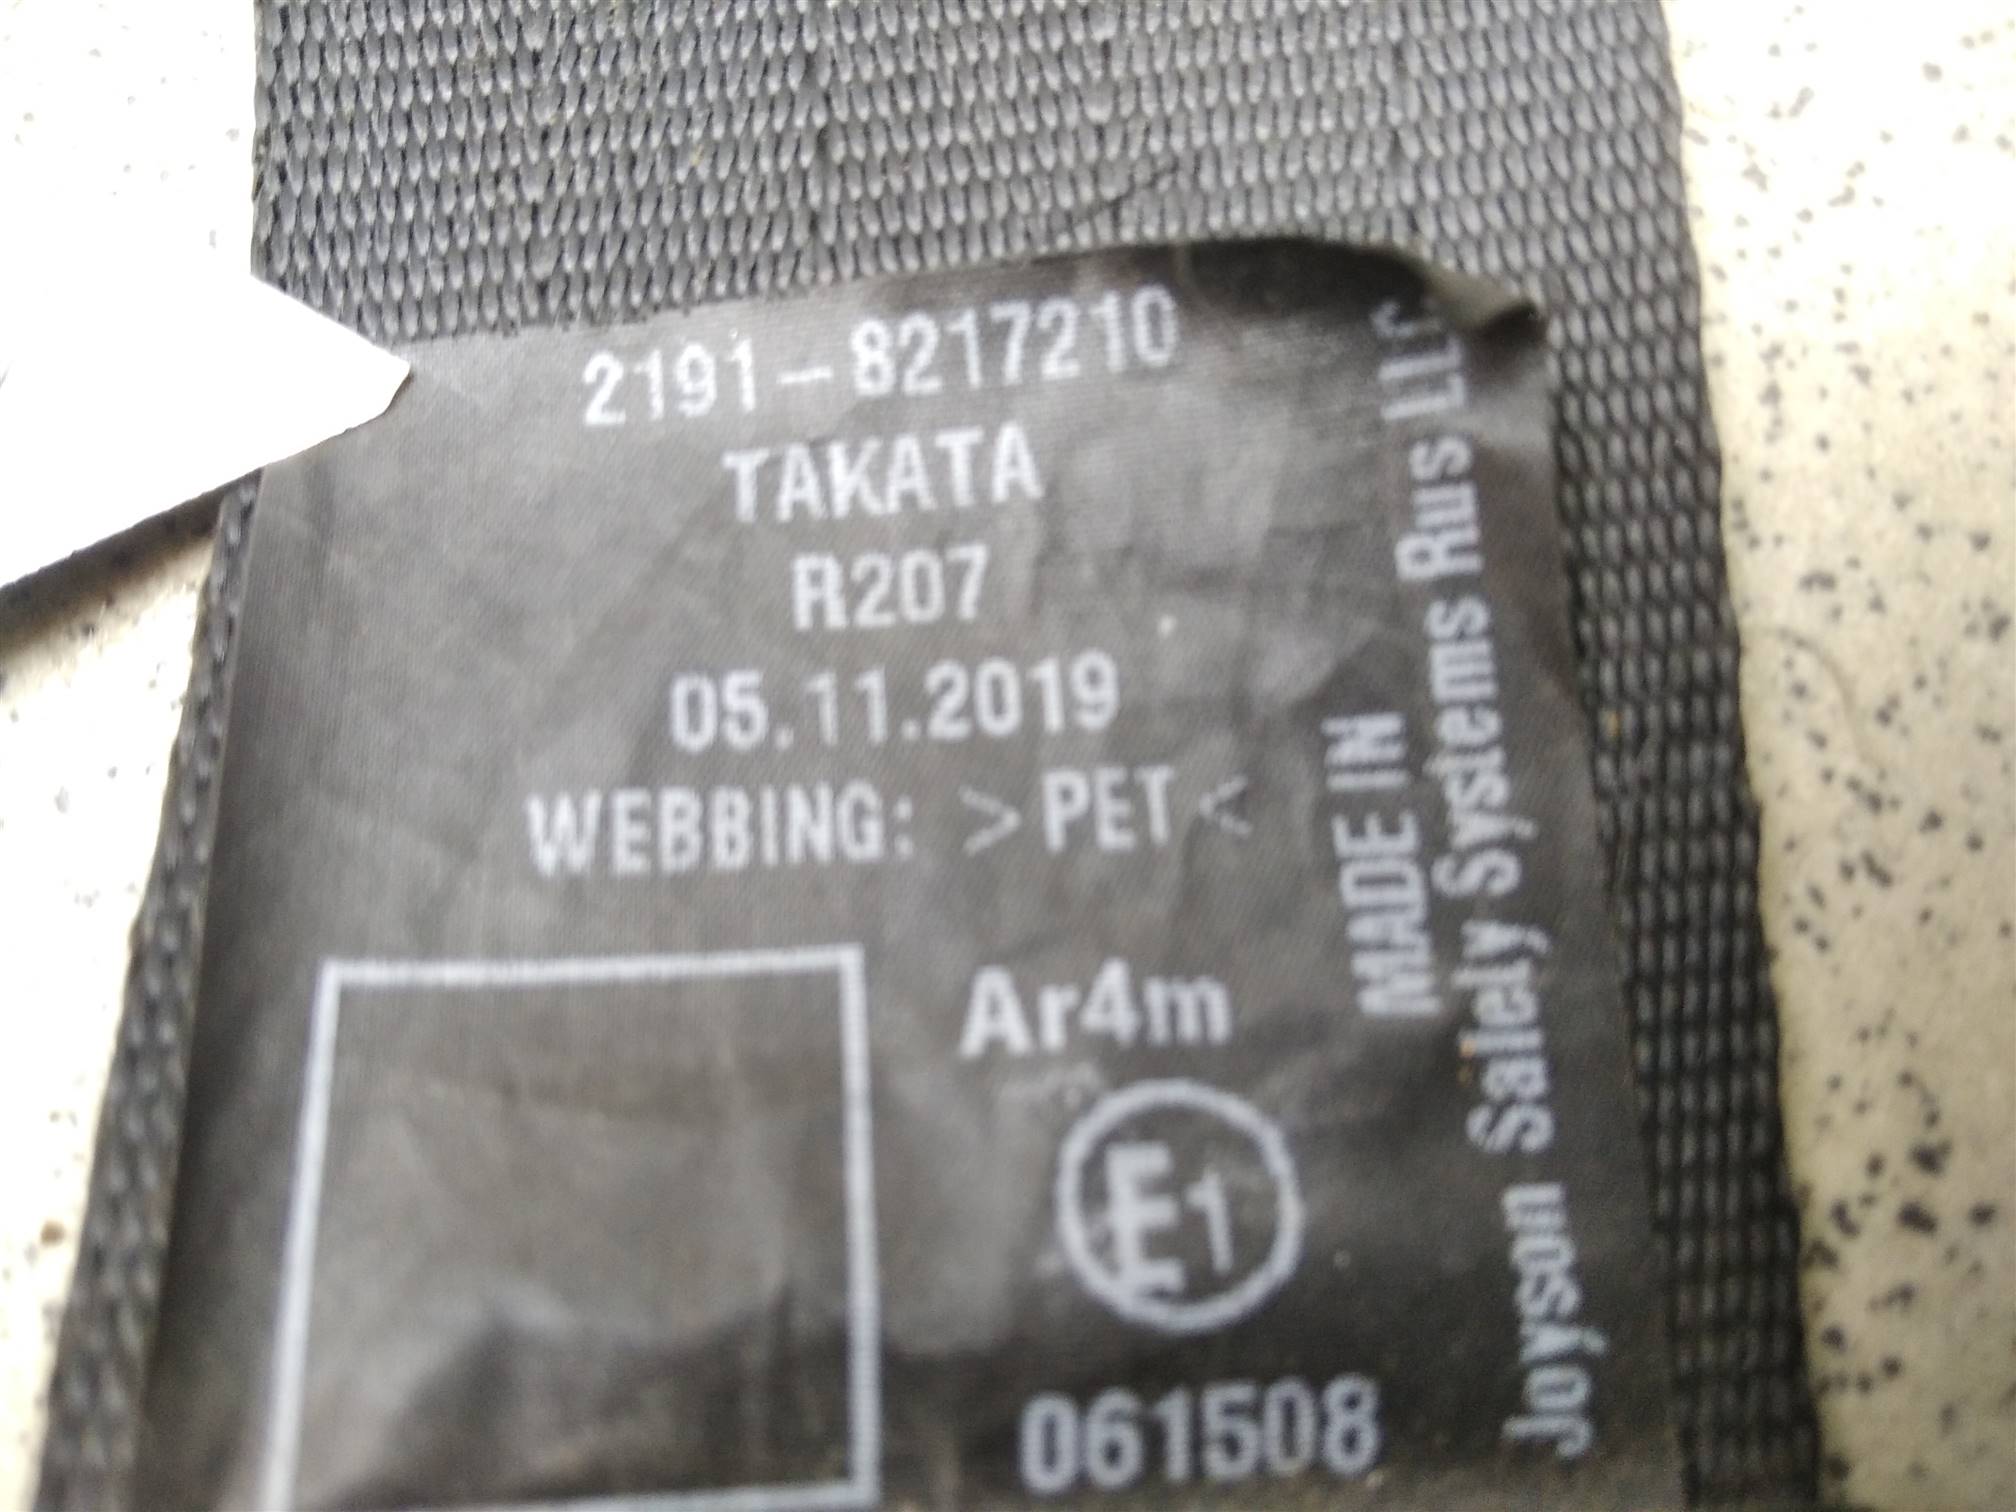 2191-8217210
TAKATA
R207
05.11.2019
WEBBING: >PET<
Ar4m
E1
061508
MADE IN
Joyson Safety Systems Rus LLC